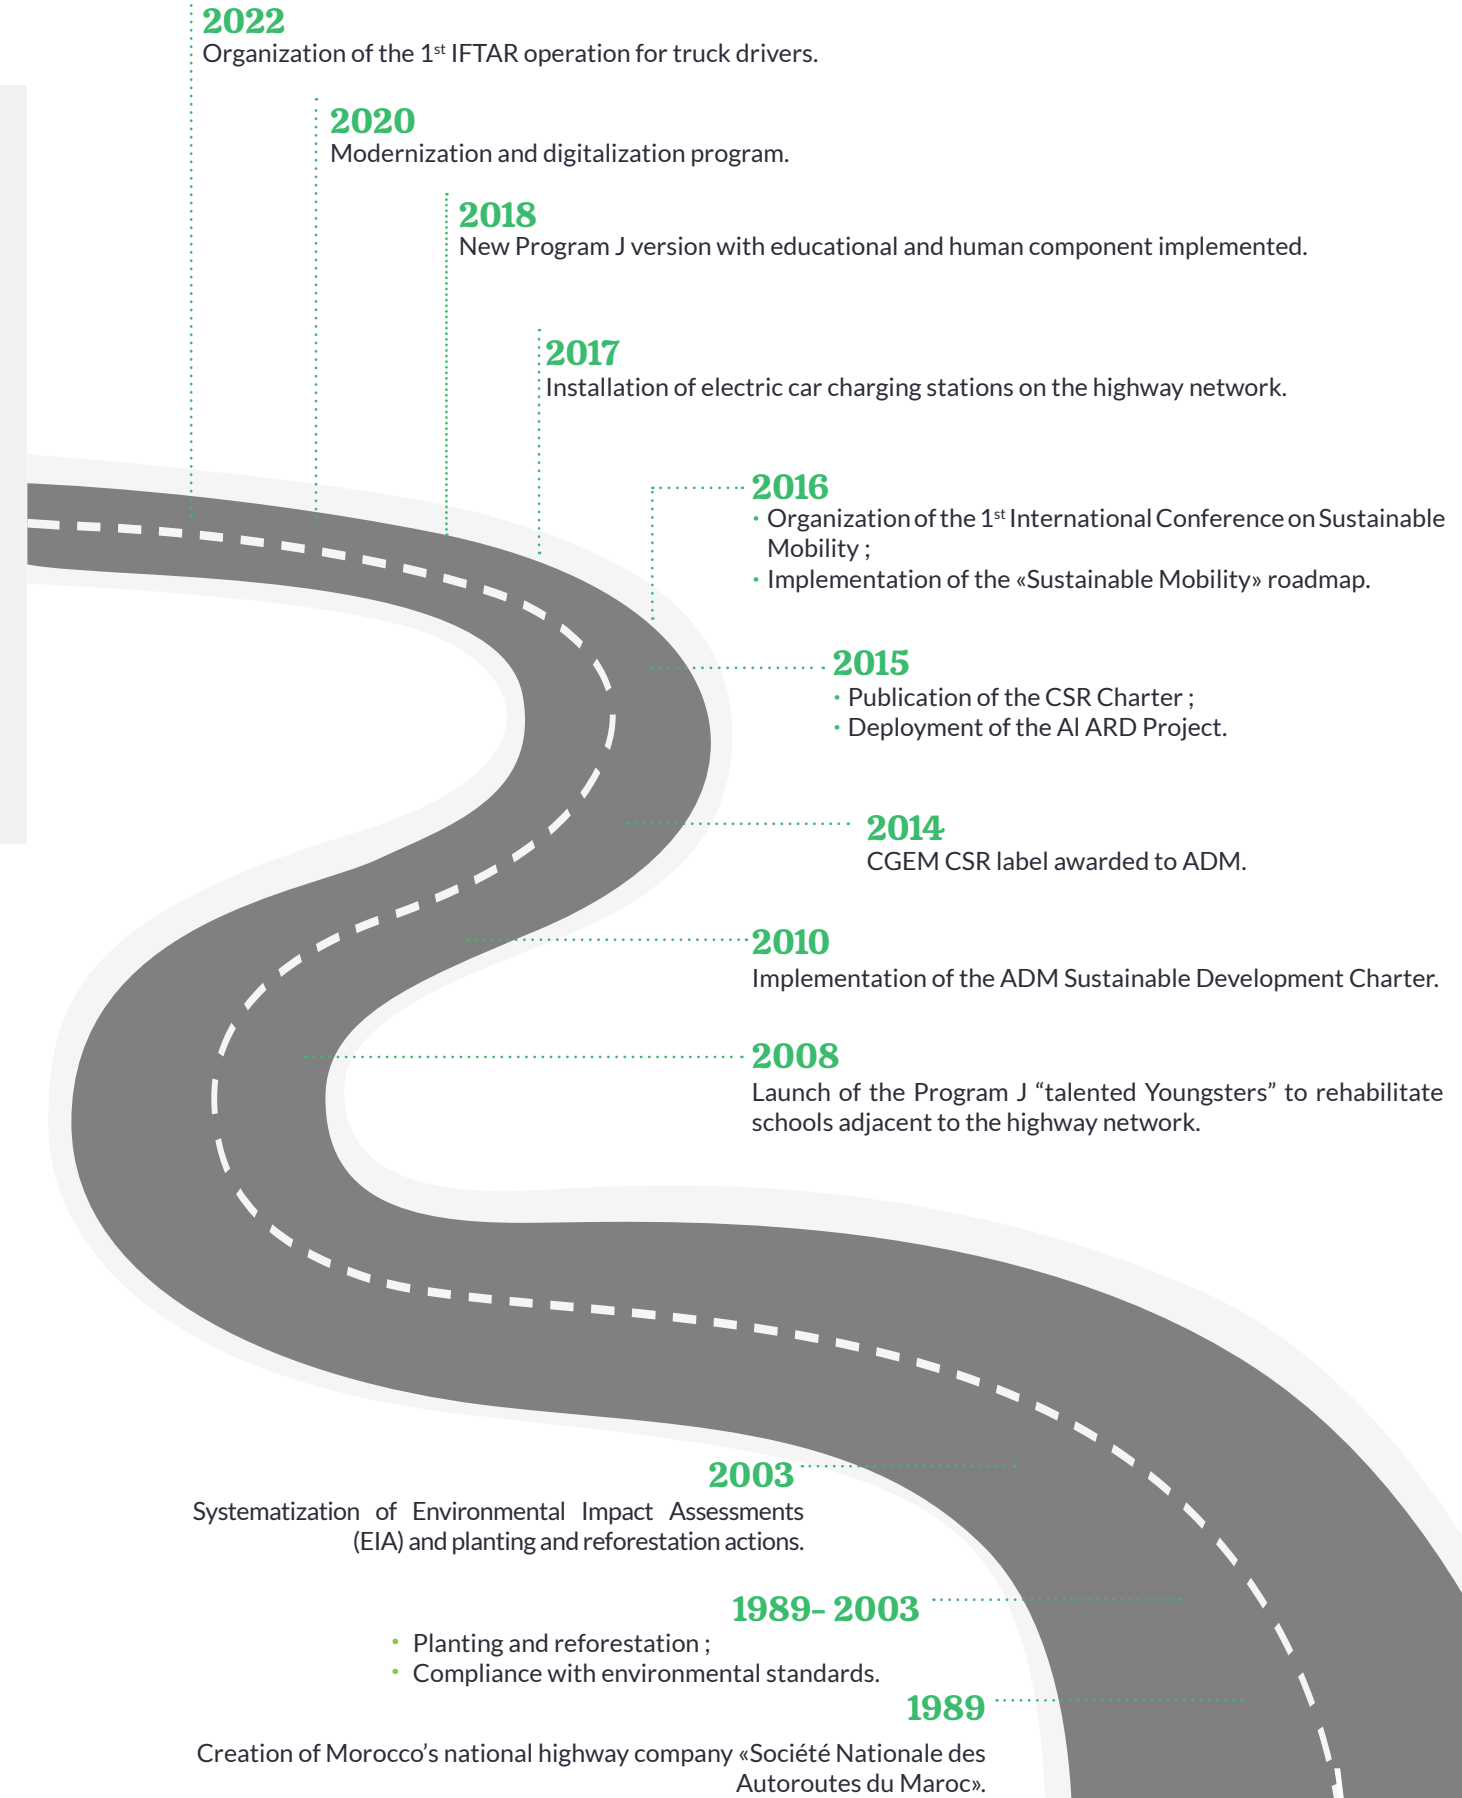 2022
Organization of the 1st IFTAR operation for truck drivers.
2020
Modernization and digitalization program.
2018
New Program J version with educational and human component implemented.
2017
Installation of electric car charging stations on the highway network.
2016
• Organization of the 1st International Conference on Sustainable
Mobility ;
• Implementation of the «Sustainable Mobility» roadmap.
2015
• Publication of the CSR Charter ;
• Deployment of the Al ARD Project.
2014
CGEM CSR label awarded to ADM.
2010
Implementation of the ADM Sustainable Development Charter.
2008
Launch of the Program J “talented Youngsters” to rehabilitate
schools adjacent to the highway network.
2003
Systematization of Environmental Impact Assessments
(EIA) and planting and reforestation actions.
1989- 2003
• Planting and reforestation ;
• Compliance with environmental standards.
1989
Creation of Morocco’s national highway company «Société Nationale des
Autoroutes du Maroc».